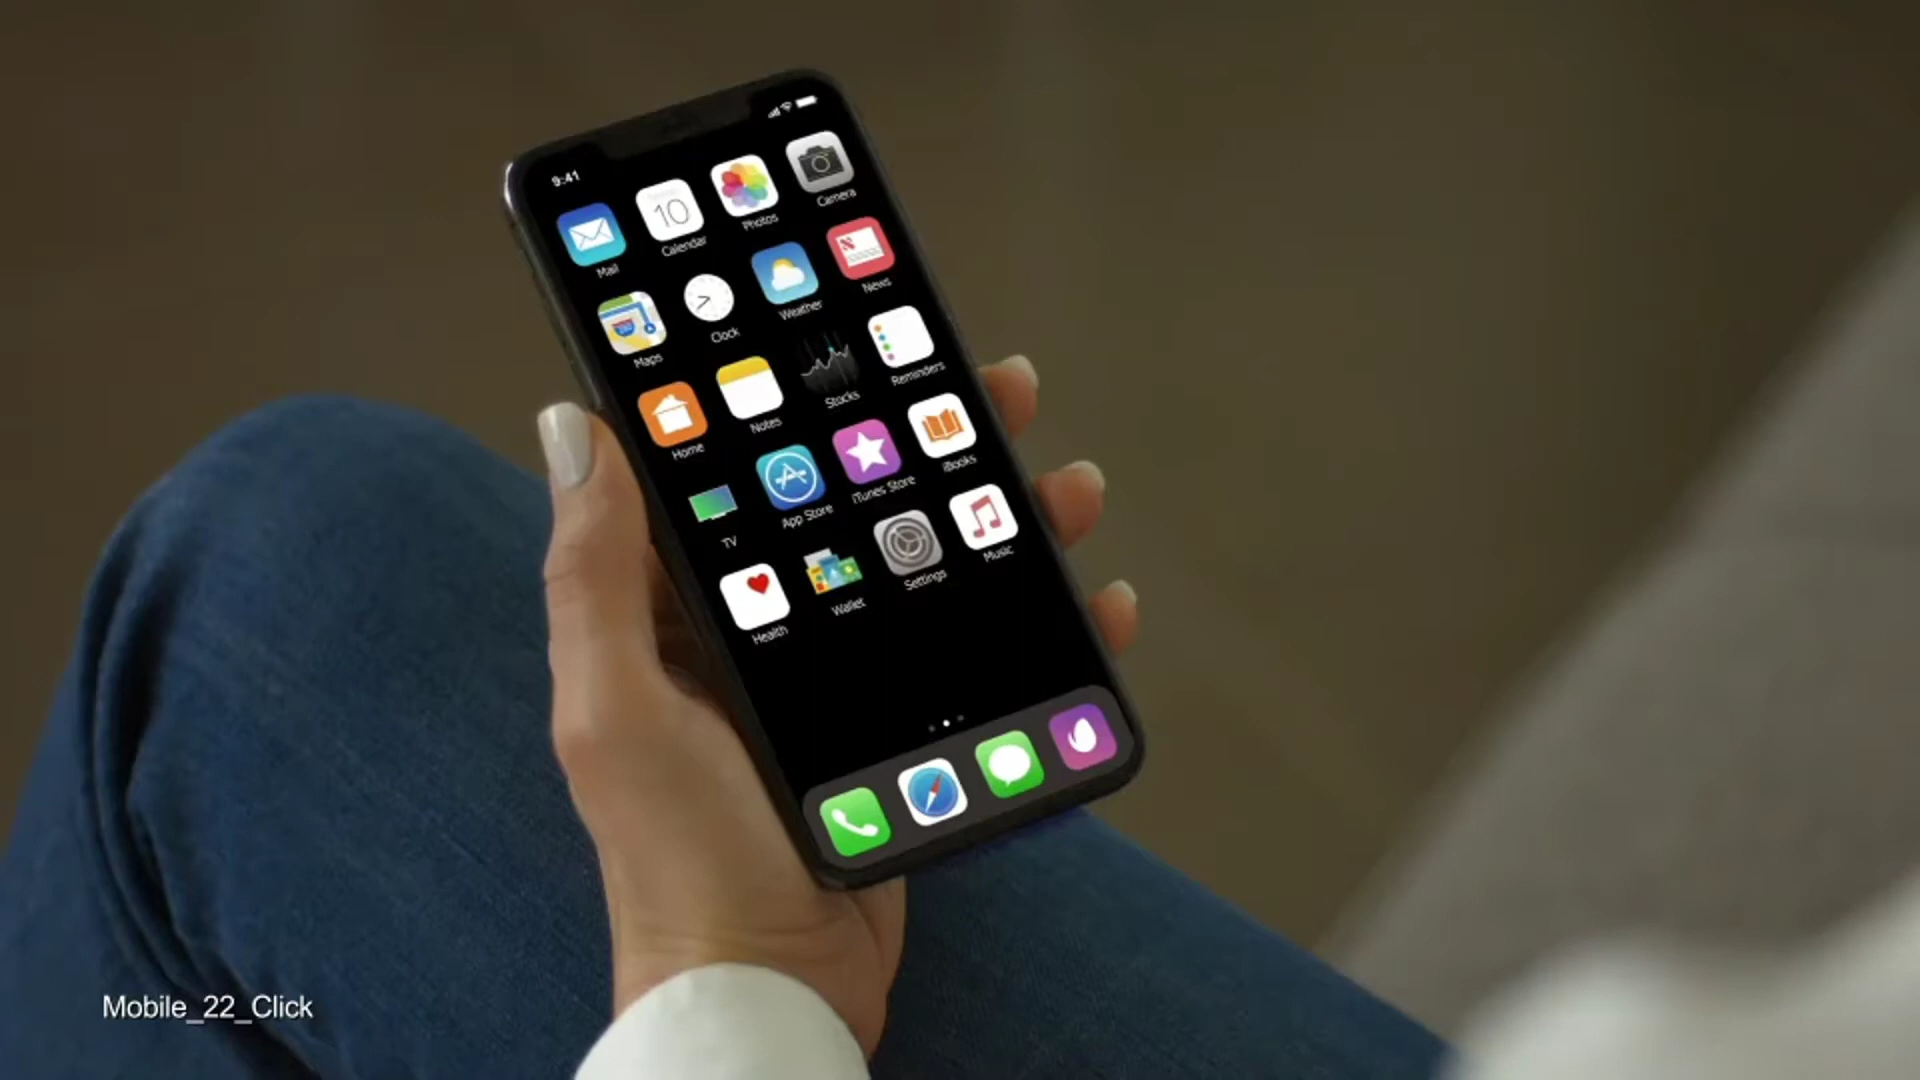 9:41
Mail
10
Calendar
Photos
Camera
Maps
Clock
Weather
News
Home
Notes
Stocks
Reminders
TV
App Store
iTunes Store
iBooks
Health
Wallet
Settings
Music
Mobile_22_Click